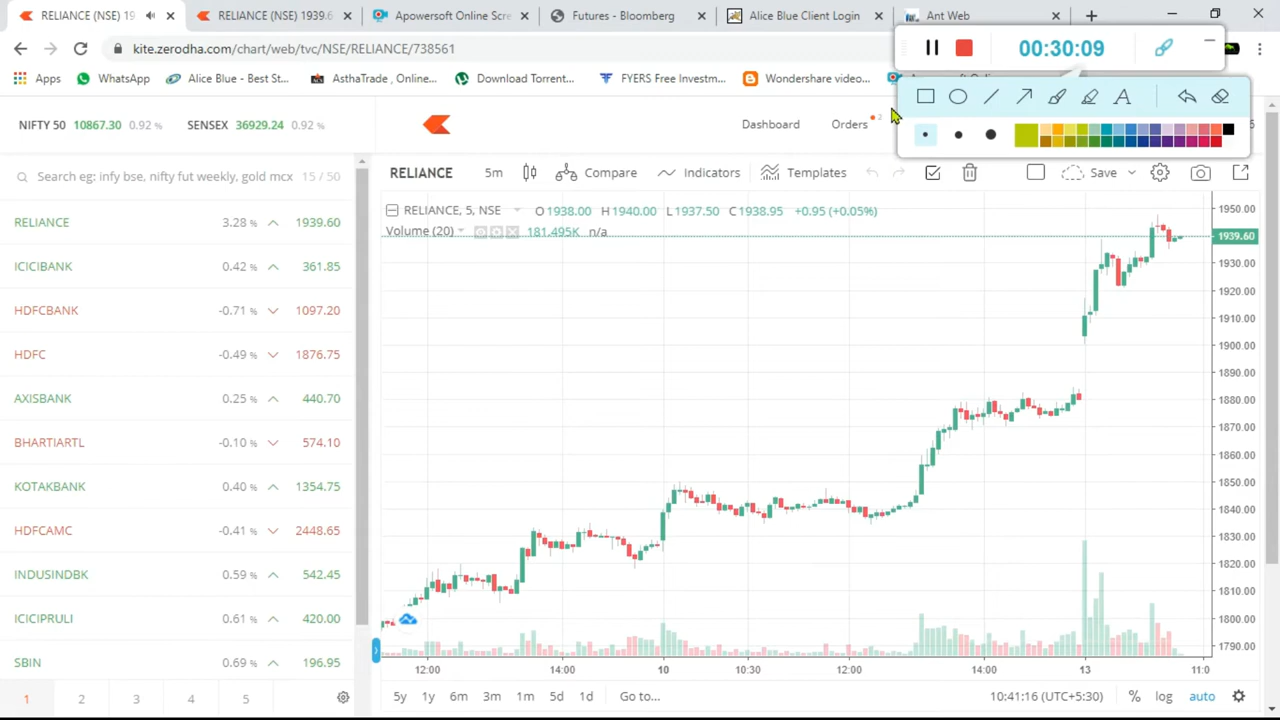 RELIANCE (NSE) 19
RELIANCE (NSE) 1939.6
Apowersoft Online Scre
Futures - Bloomberg
Alice Blue Client Login
Ant Web
kite.zerodha.com/chart/web/tvc/NSE/RELIANCE/738561
00:30:09
Apps
WhatsApp
Alice Blue - Best St...
AsthaTrade , Online...
Download Torrent...
FYERS Free Investm...
Wondershare video...
NIFTY 50 10867.30 0.92 %
SENSEX 36929.24 0.92 %
Dashboard
Orders 2
A
Search eg: infy bse, nifty fut weekly, gold mcx 15 / 50
RELIANCE 5m Compare Indicators Templates Save
RELIANCE, 5, NSE O1938.00 H1940.00 L1937.50 C1938.95 +0.95 (+0.05%)
Volume (20) 181.495K n/a
RELIANCE 3.28 % 1939.60
ICICIBANK 0.42 % 361.85
HDFCBANK -0.71 % 1097.20
HDFC -0.49 % 1876.75
AXISBANK 0.25 % 440.70
BHARTIARTL -0.10 % 574.10
KOTAKBANK 0.40 % 1354.75
HDFCAMC -0.41 % 2448.65
INDUSINDBK 0.59 % 542.45
ICICIPRULI 0.61 % 420.00
SBIN 0.69 % 196.95
1 2 3 4 5
1950.00
1939.60
1930.00
1920.00
1910.00
1900.00
1890.00
1880.00
1870.00
1860.00
1850.00
1840.00
1830.00
1820.00
1810.00
1800.00
1790.00
12:00 14:00 10 10:30 12:00 14:00 13 11:0
5y 1y 6m 3m 1m 5d 1d Go to... 10:41:16 (UTC+5:30) % log auto